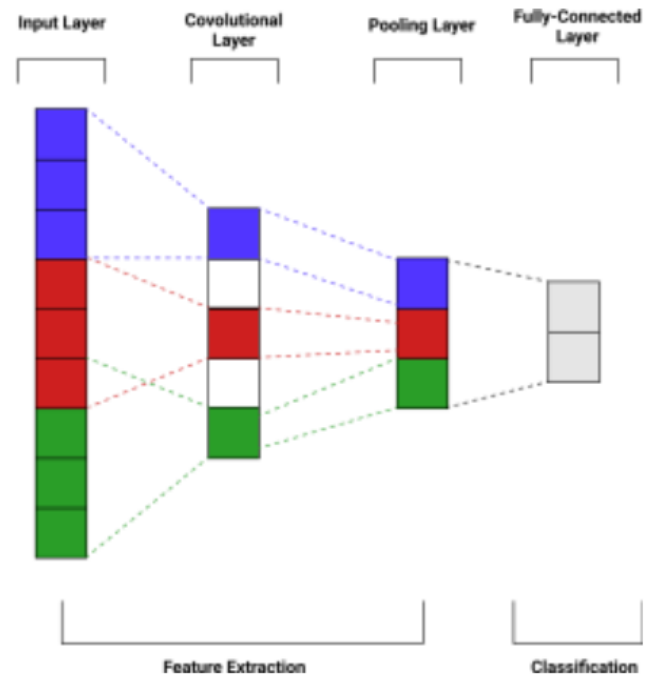 Input Layer
Covolutional
Layer
Pooling Layer
Fully-Connected
Layer
Feature Extraction
Classification